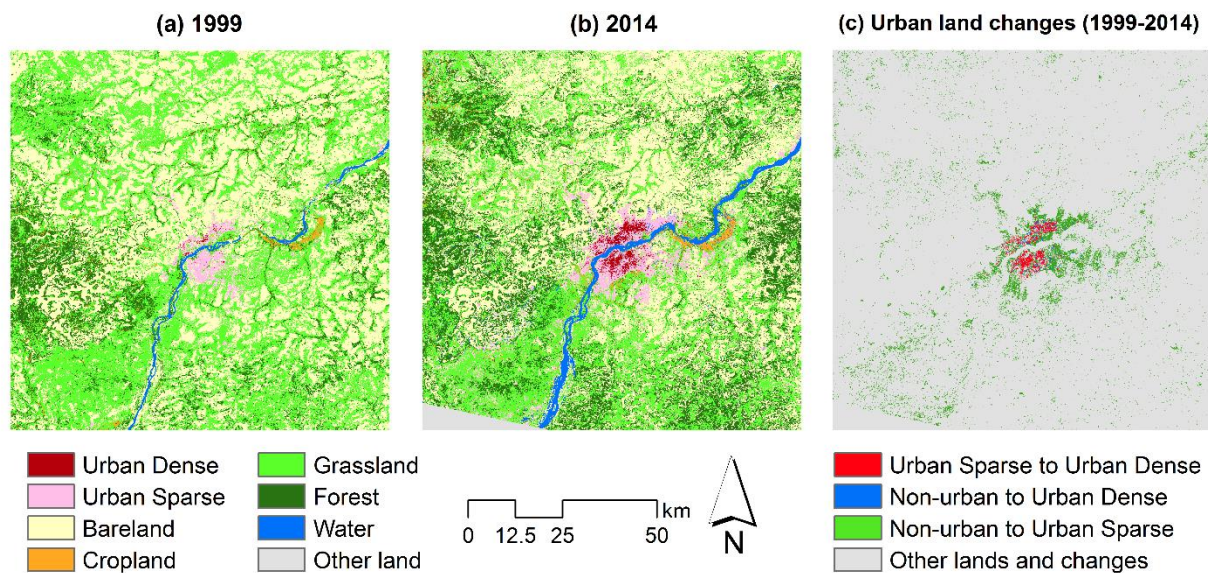 (a) 1999
(b) 2014
(c) Urban land changes (1999-2014)
Urban Dense
Urban Sparse
Bareland
Cropland
Grassland
Forest
Water
Other land
km
0 12.5 25 50
N
Urban Sparse to Urban Dense
Non-urban to Urban Dense
Non-urban to Urban Sparse
Other lands and changes